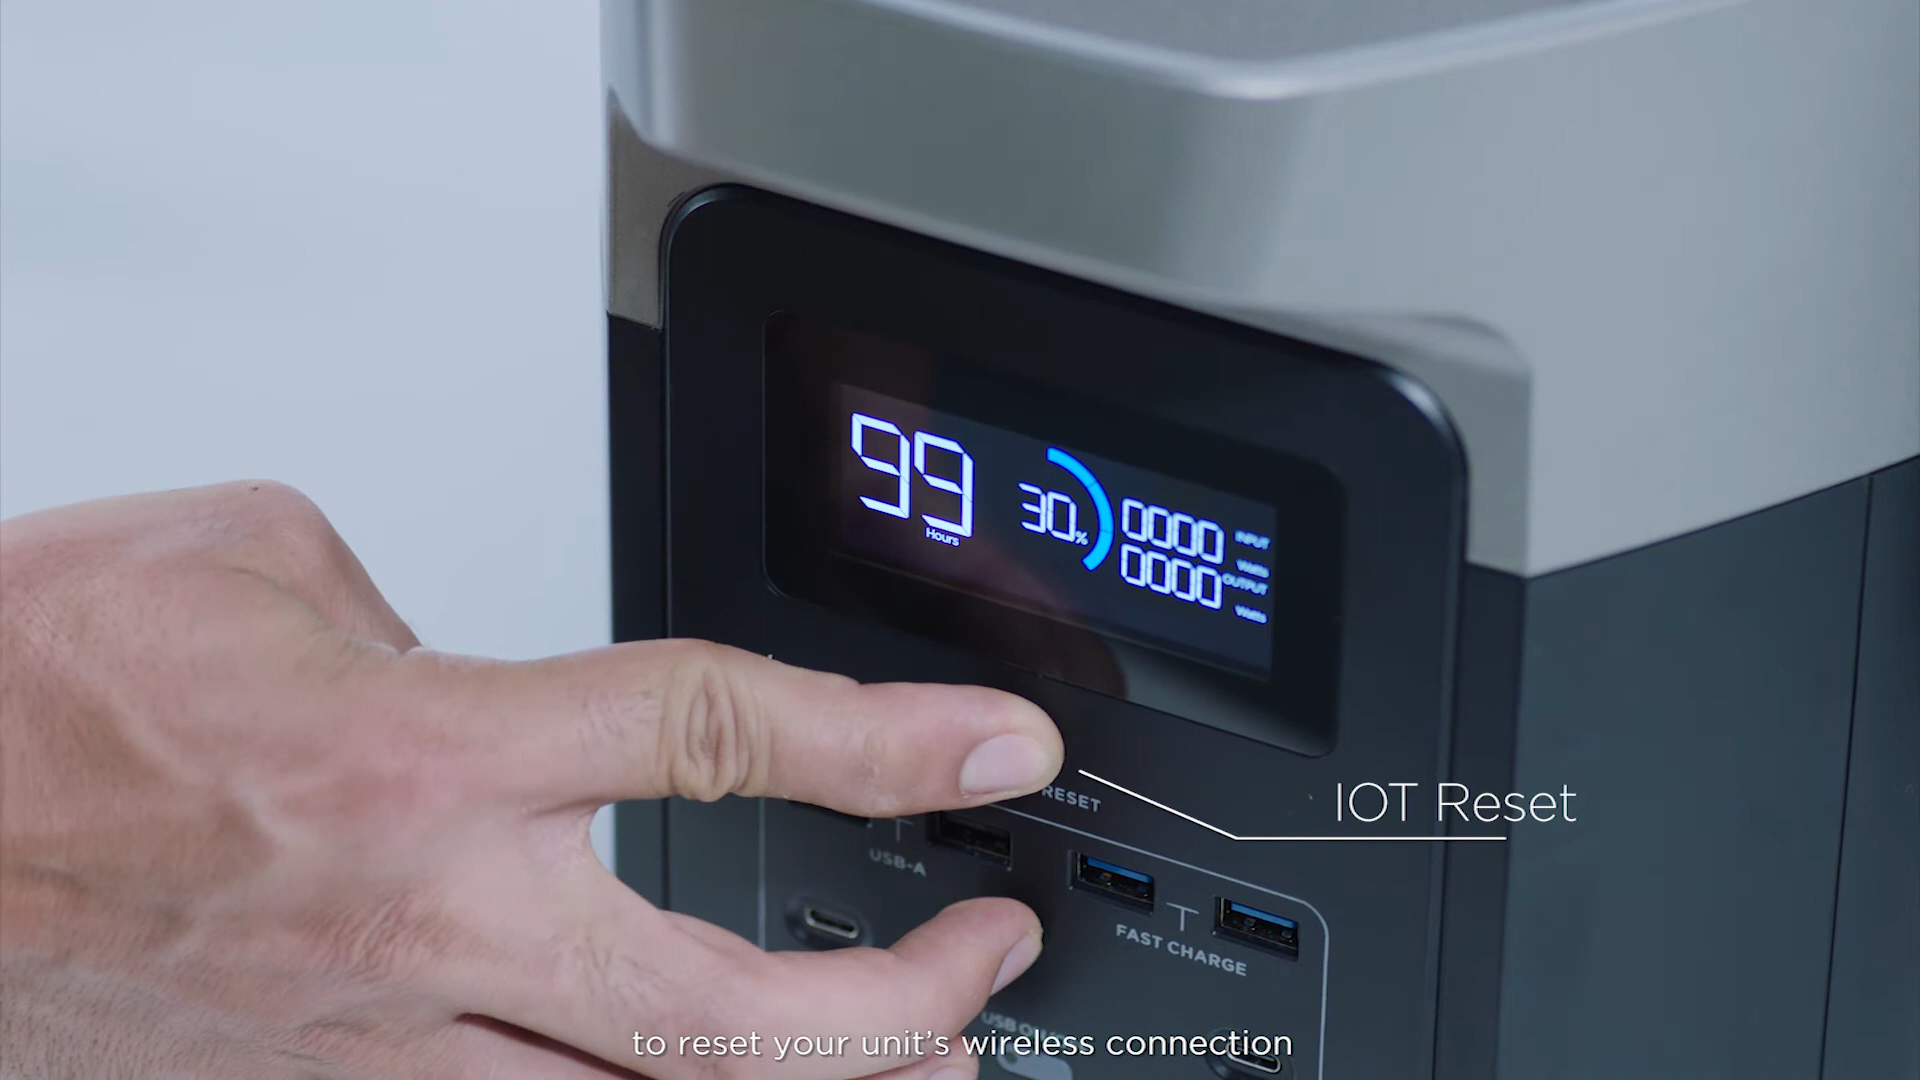 99
Hours
30%
0000 INPUT
Watts
0000 OUTPUT
Watts
RESET
IOT Reset
USB-A
FAST CHARGE
to reset your unit's wireless connection